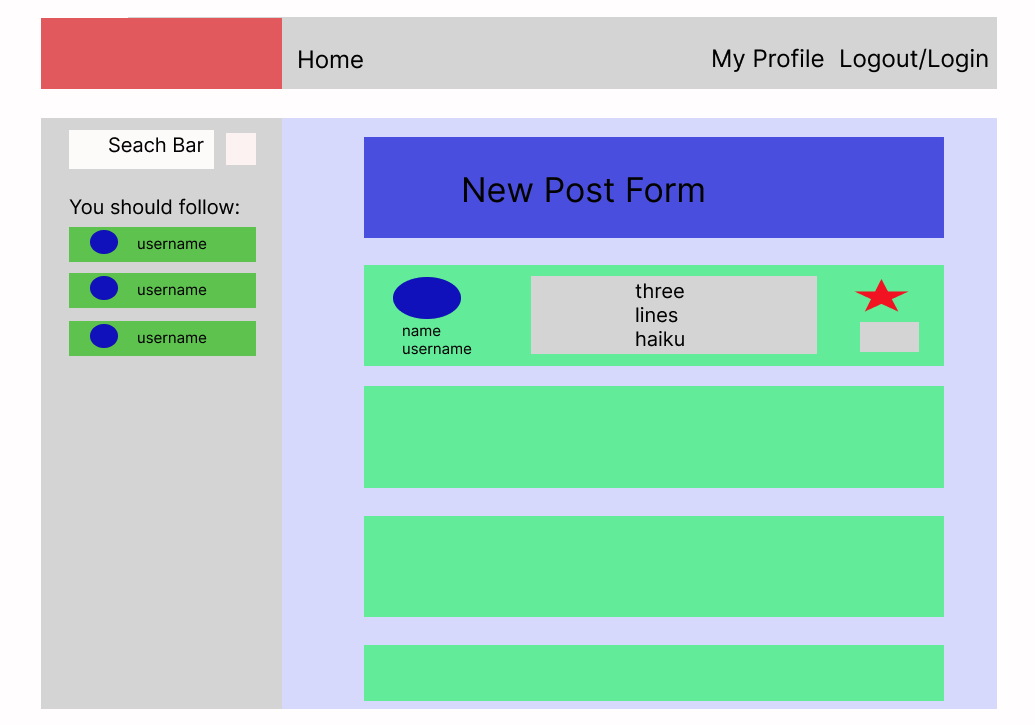 Home
My Profile
Logout/Login
Seach Bar
You should follow:
username
username
username
New Post Form
name
username
three
lines
haiku